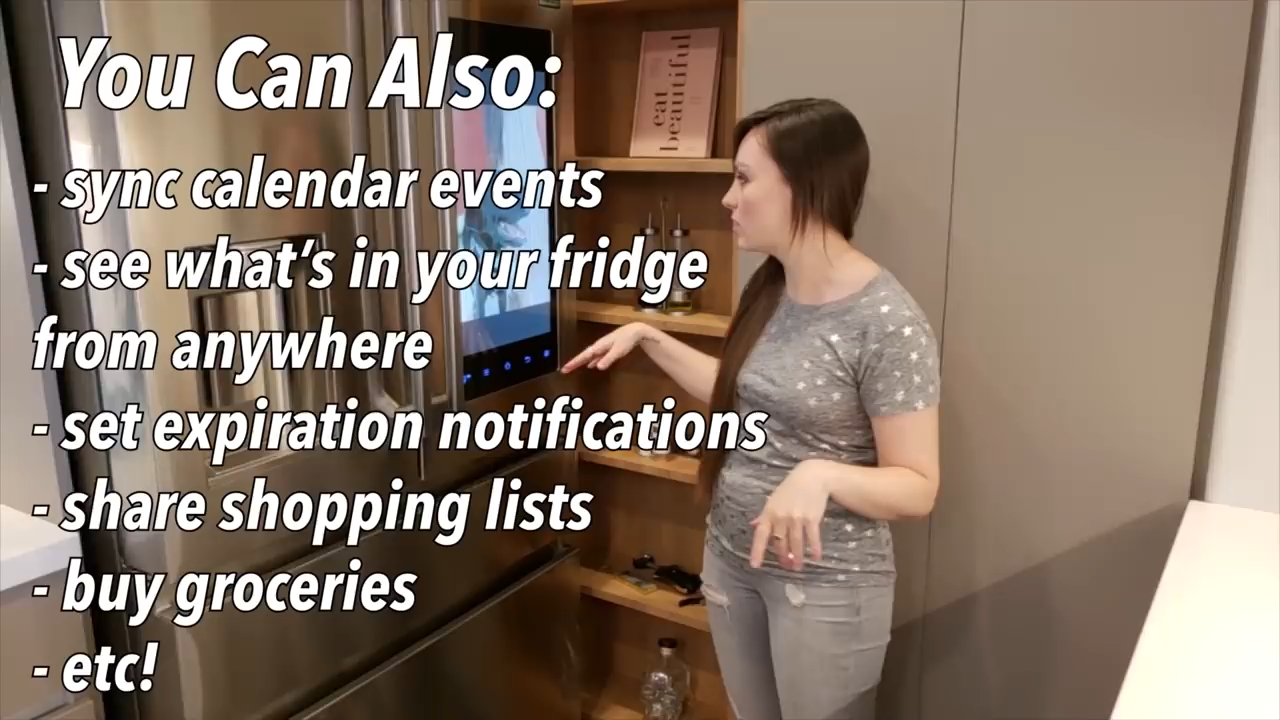 You Can Also:
- sync calendar events
- see what's in your fridge
from anywhere
- set expiration notifications
- share shopping lists
- buy groceries
- etc!
eat
beautiful